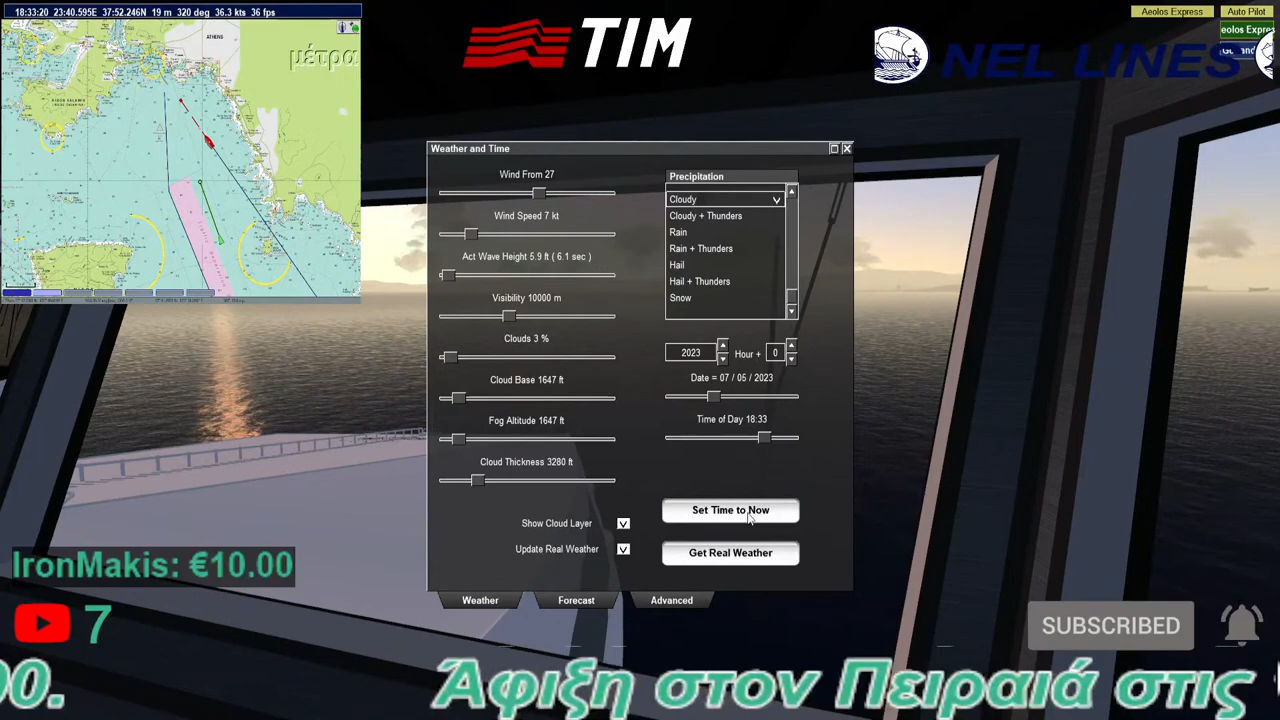 18:33:20 23:40.595E 37:52.246N 19 m 320 deg 36.3 kts 36 fps
ATHENS
μέτρα
TIM
NEL LINES
Aeolos Express
Auto Pilot
Weather and Time
Wind From 27
Wind Speed 7 kt
Act Wave Height 5.9 ft ( 6.1 sec )
Visibility 10000 m
Clouds 3 %
Cloud Base 1647 ft
Fog Altitude 1647 ft
Cloud Thickness 3280 ft
Show Cloud Layer
Update Real Weather
Precipitation
Cloudy
Cloudy + Thunders
Rain
Rain + Thunders
Hail
Hail + Thunders
Snow
2023 Hour + 0
Date = 07 / 05 / 2023
Time of Day 18:33
Set Time to Now
Get Real Weather
Weather Forecast Advanced
IronMakis: €10.00
7
SUBSCRIBED
00. Άφιξη στον Πειραιά στις